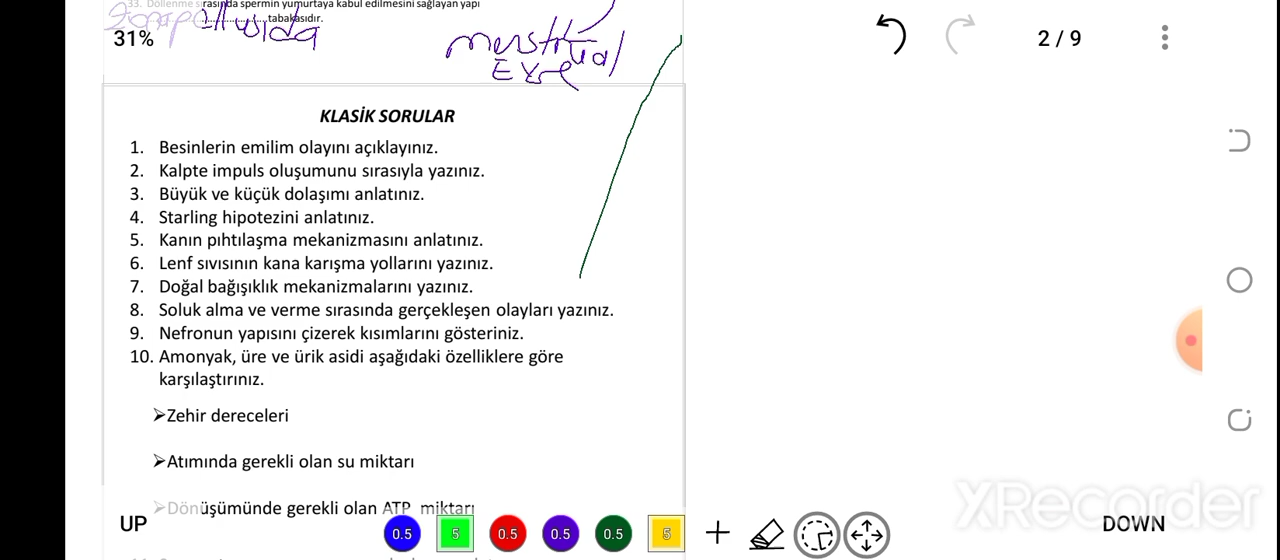 33. Döllenme sırasında spermin yumurtaya kabul edilmesini sağlayan yapı
........................tabakasıdır.
31%
2 / 9
KLASİK SORULAR
1. Besinlerin emilim olayını açıklayınız.
2. Kalpte impuls oluşumunu sırasıyla yazınız.
3. Büyük ve küçük dolaşımı anlatınız.
4. Starling hipotezini anlatınız.
5. Kanın pıhtılaşma mekanizmasını anlatınız.
6. Lenf sıvısının kana karışma yollarını yazınız.
7. Doğal bağışıklık mekanizmalarını yazınız.
8. Soluk alma ve verme sırasında gerçekleşen olayları yazınız.
9. Nefronun yapısını çizerek kısımlarını gösteriniz.
10. Amonyak, üre ve ürik asidi aşağıdaki özelliklere göre
karşılaştırınız.
➤Zehir dereceleri
➤Atımında gerekli olan su miktarı
➤Dönüşümünde gerekli olan ATP miktarı
UP
0.5 5 0.5 0.5 0.5 5
XRecorder
DOWN